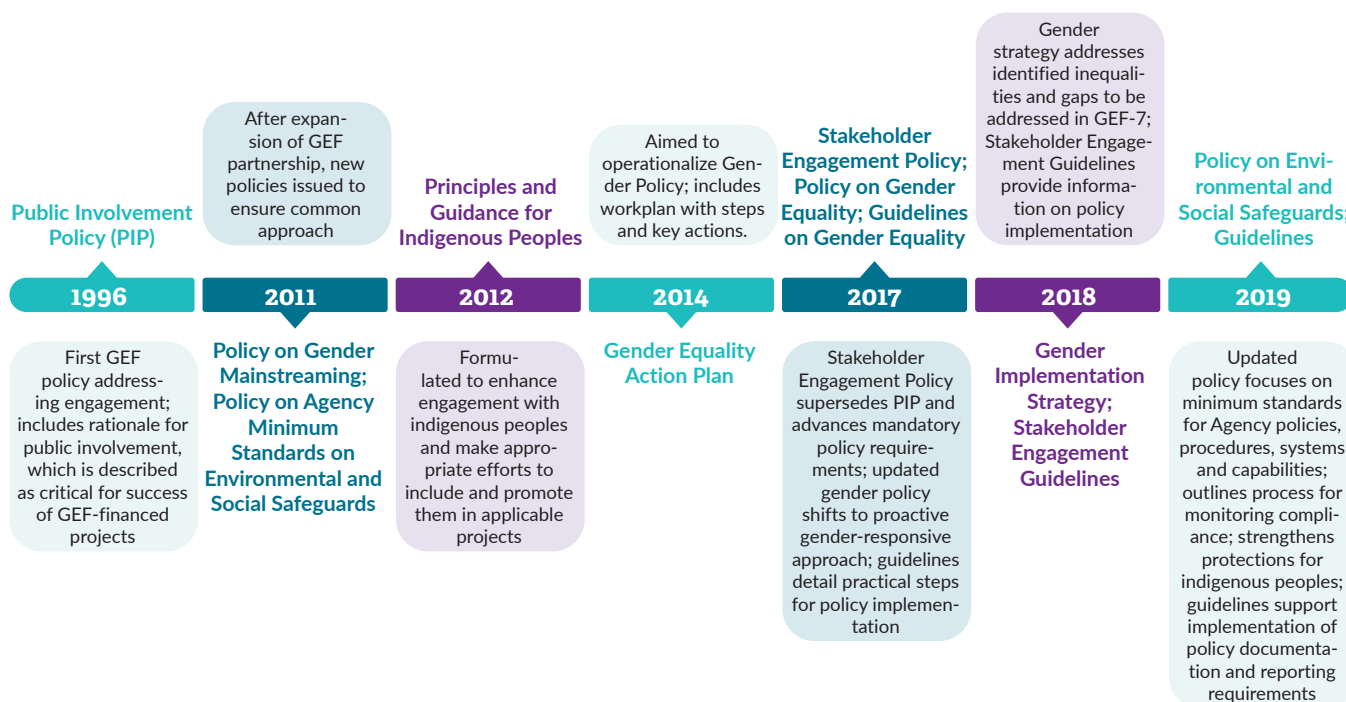 Public Involvement
Policy (PIP)
1996
First GEF
policy address-
ing engagement;
includes rationale for
public involvement,
which is described
as critical for success
of GEF-financed
projects
After expan-
sion of GEF
partnership, new
policies issued to
ensure common
approach
2011
Policy on Gender
Mainstreaming;
Policy on Agency
Minimum
Standards on
Environmental and
Social Safeguards
Principles and
Guidance for
Indigenous Peoples
2012
Formu-
lated to enhance
engagement with
indigenous peoples
and make appro-
priate efforts to
include and promote
them in applicable
projects
Aimed to
operationalize Gen-
der Policy; includes
workplan with steps
and key actions.
2014
Gender Equality
Action Plan
Stakeholder
Engagement Policy;
Policy on Gender
Equality; Guidelines
on Gender Equality
2017
Stakeholder
Engagement Policy
supersedes PIP and
advances mandatory
policy require-
ments; updated
gender policy
shifts to proactive
gender-responsive
approach; guidelines
detail practical steps
for policy implemen-
tation
Gender
strategy addresses
identified inequali-
ties and gaps to be
addressed in GEF-7;
Stakeholder Engage-
ment Guidelines
provide informa-
tion on policy
implementation
2018
Gender
Implementation
Strategy;
Stakeholder
Engagement
Guidelines
Policy on Envi-
ronmental and
Social Safeguards;
Guidelines
2019
Updated
policy focuses on
minimum standards
for Agency policies,
procedures, systems
and capabilities;
outlines process for
monitoring compli-
ance; strengthens
protections for
indigenous peoples;
guidelines support
implementation of
policy documenta-
tion and reporting
requirements